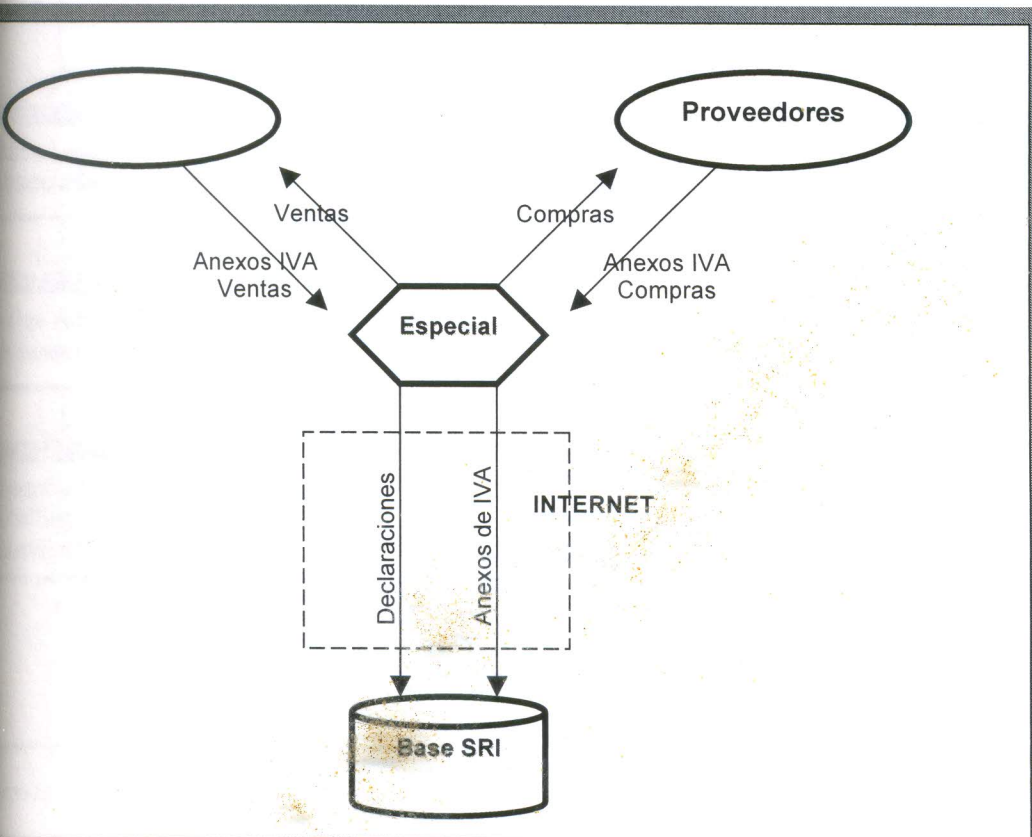 Proveedores
Ventas
Compras
Anexos IVA
Ventas
Anexos IVA
Compras
Especial
Declaraciones
Anexos de IVA
INTERNET
Base SRI